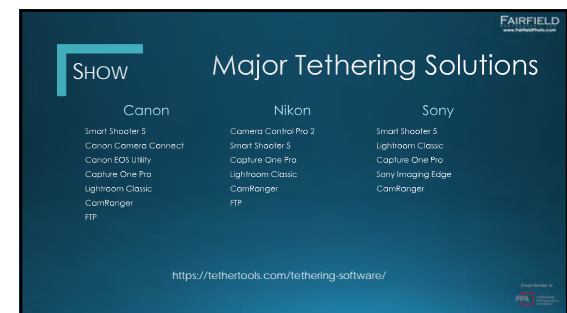 FAIRFIELD
www.FairfieldPhoto.com
SHOW
Major Tethering Solutions
Canon
Smart Shooter 5
Canon Camera Connect
Canon EOS Utility
Capture One Pro
Lightroom Classic
CamRanger
FTP
Nikon
Camera Control Pro 2
Smart Shooter 5
Capture One Pro
Lightroom Classic
CamRanger
FTP
Sony
Smart Shooter 5
Lightroom Classic
Capture One Pro
Sony Imaging Edge
CamRanger
https://tethertools.com/tethering-software/
Proud Member of
PPA